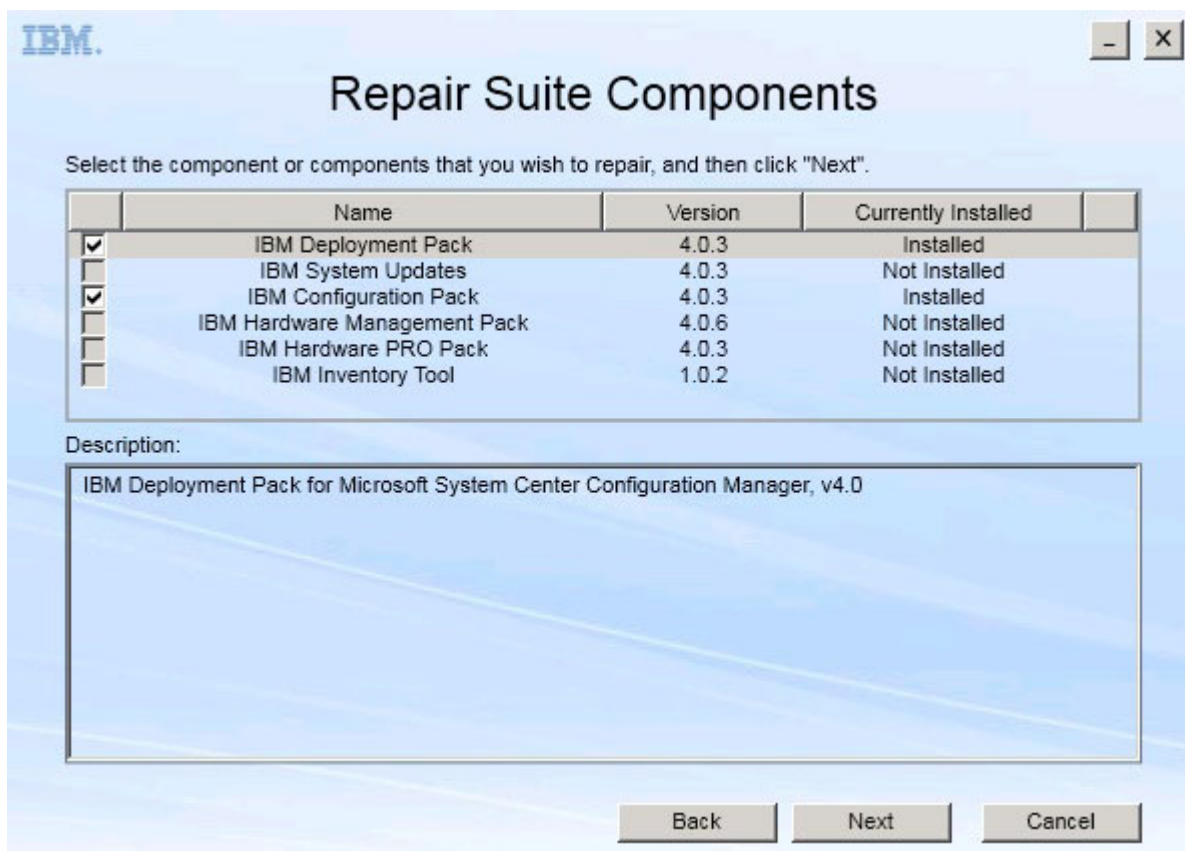 IBM.
_ X
Repair Suite Components
Select the component or components that you wish to repair, and then click "Next".
Name Version Currently Installed
IBM Deployment Pack 4.0.3 Installed
IBM System Updates 4.0.3 Not Installed
IBM Configuration Pack 4.0.3 Installed
IBM Hardware Management Pack 4.0.6 Not Installed
IBM Hardware PRO Pack 4.0.3 Not Installed
IBM Inventory Tool 1.0.2 Not Installed
Description:
IBM Deployment Pack for Microsoft System Center Configuration Manager, v4.0
Back Next Cancel